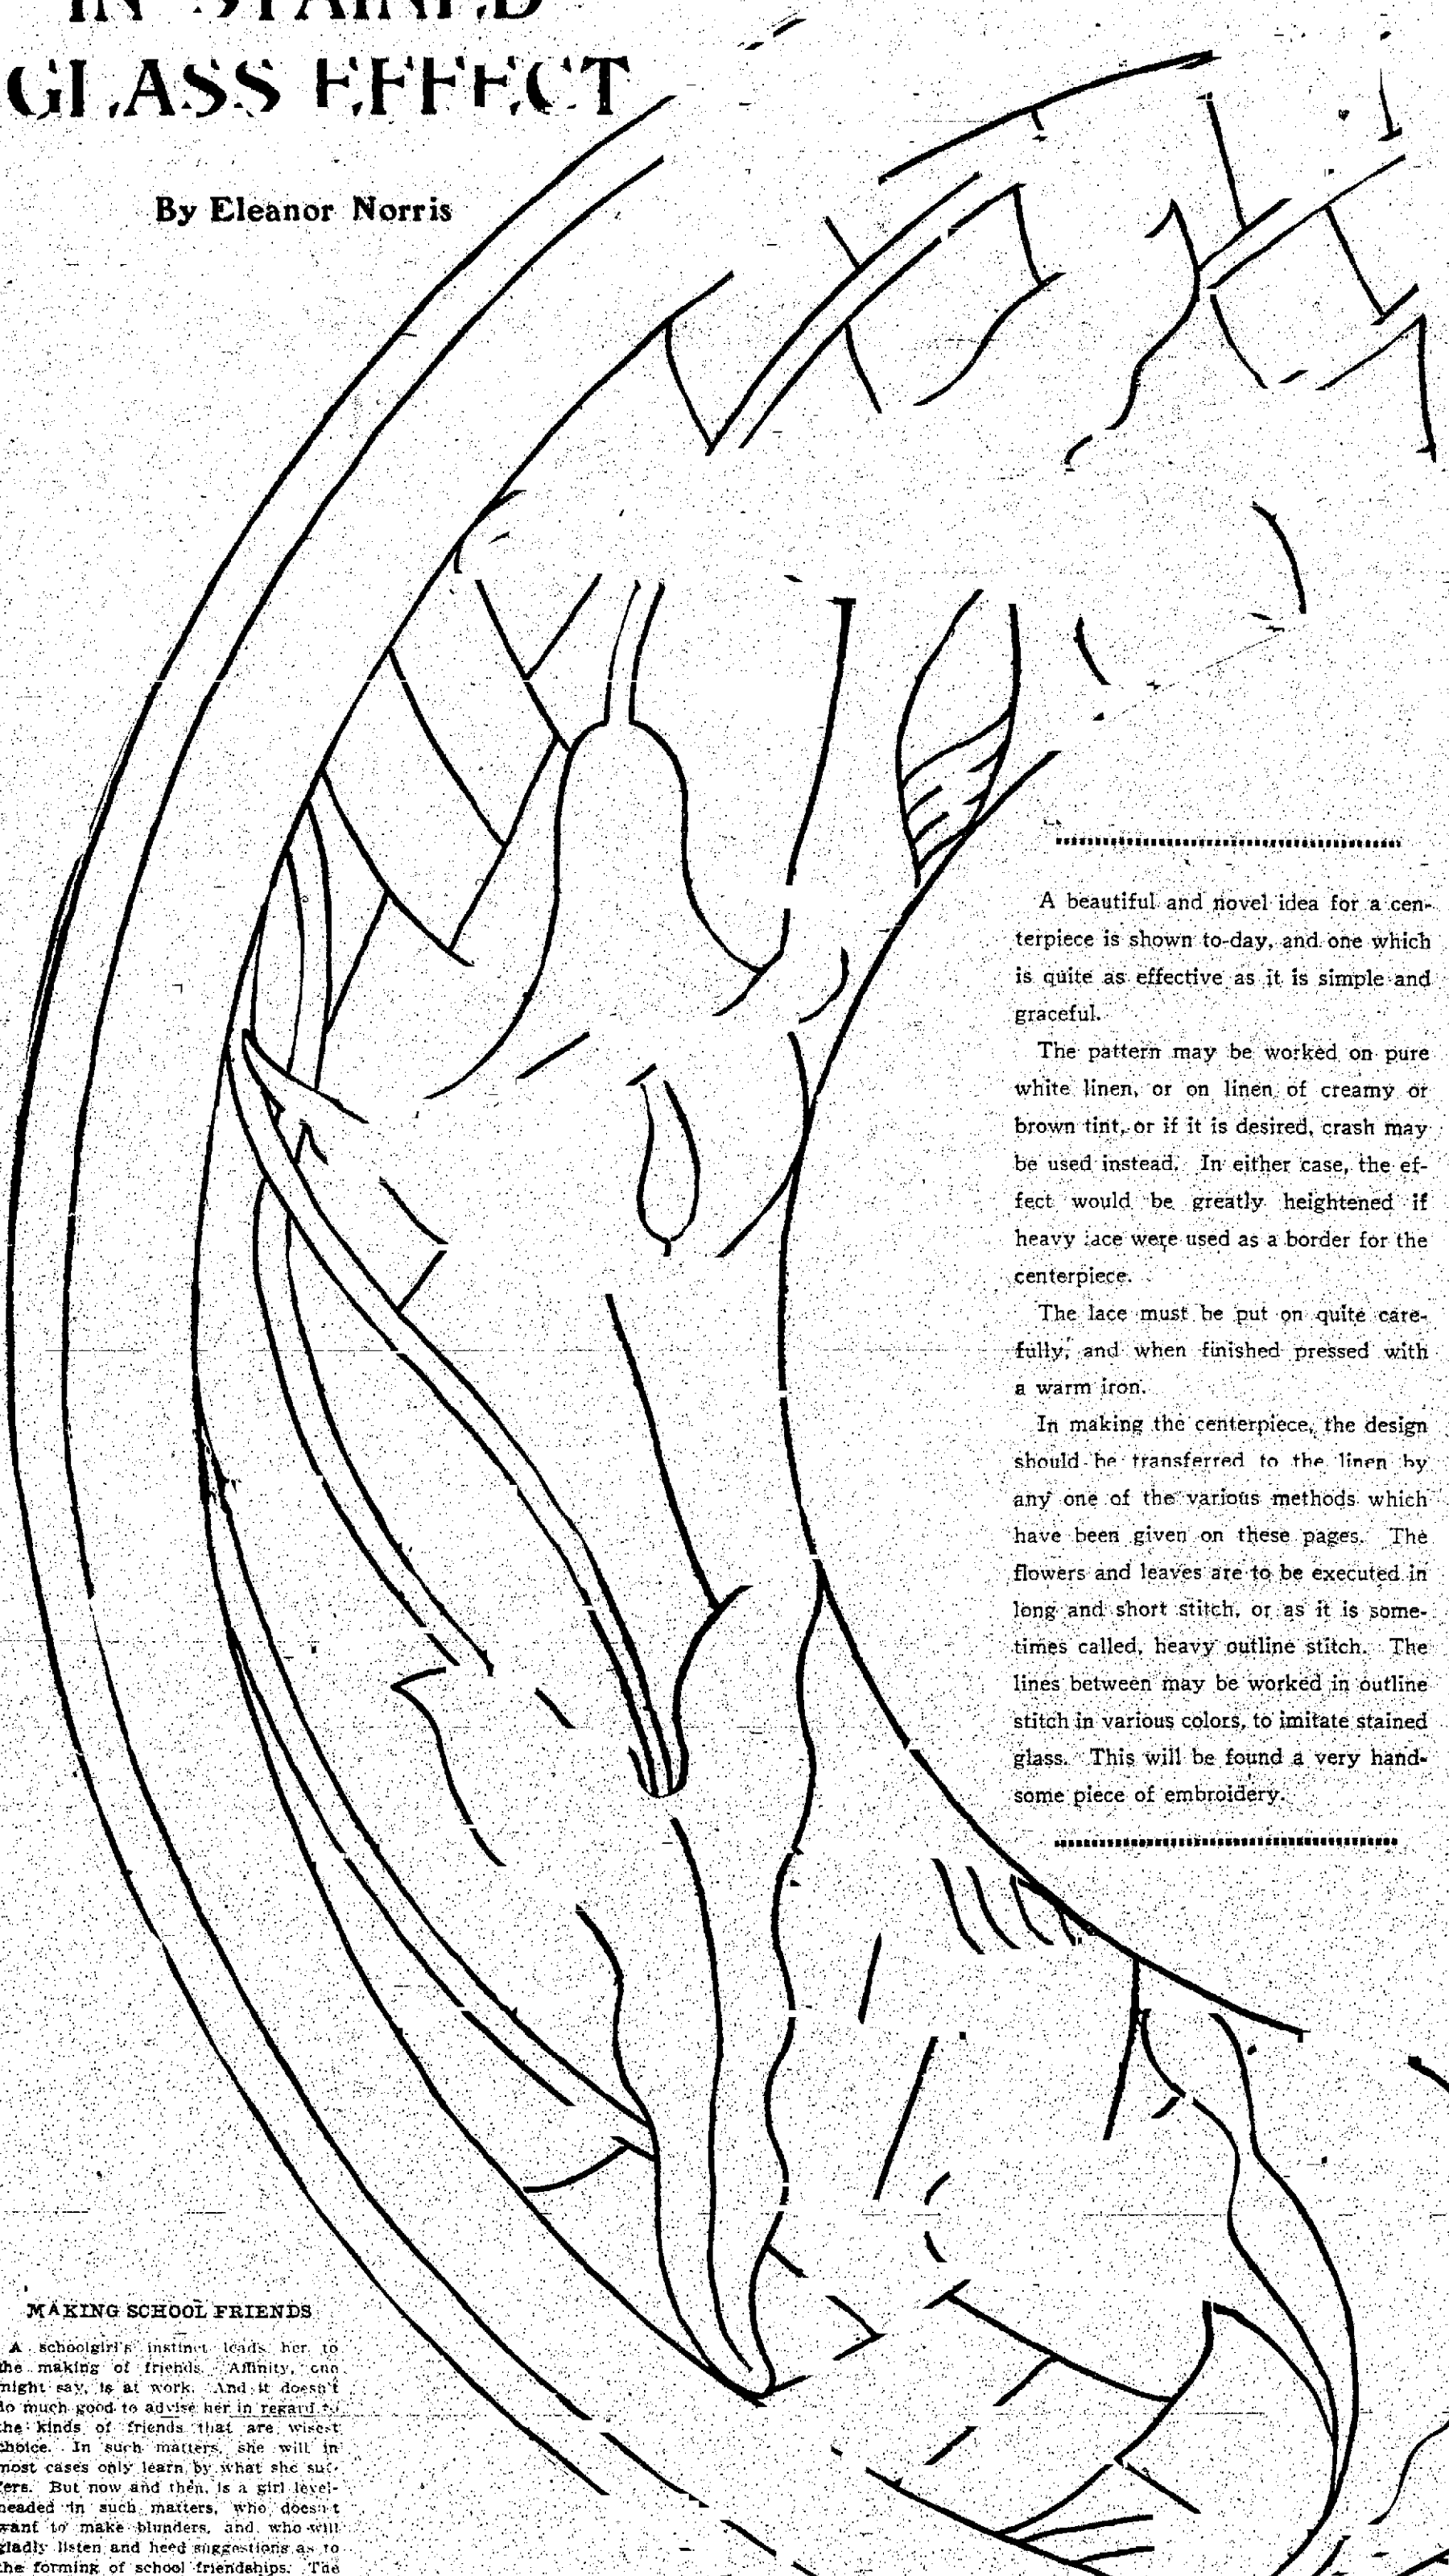 IN STAINED
GLASS EFFECT
By Eleanor Norris
A beautiful and novel idea for a cen-
terpiece is shown to-day, and one which
is quite as effective as it is simple and
graceful.
The pattern may be worked on pure
white linen, or on linen of creamy or
brown tint, or if it is desired, crash may
be used instead. In either case, the ef-
fect would be greatly heightened if
heavy lace were used as a border for the
centerpiece.
The lace must be put on quite care-
fully, and when finished pressed with
a warm iron.
In making the centerpiece, the design
should be transferred to the linen by
any one of the various methods which
have been given on these pages. The
flowers and leaves are to be executed in
long and short stitch, or as it is some-
times called, heavy outline stitch. The
lines between may be worked in outline
stitch in various colors, to imitate stained
glass. This will be found a very hand-
some piece of embroidery.
MAKING SCHOOL FRIENDS
A schoolgirl's instinct leads her to
the making of friends. Affinity, one
might say, is at work. And it doesn't
do much good to advise her in regard to
the kinds of friends that are wisest
choice. In such matters, she will in
most cases only learn by what she suf-
fers. But now and then, is a girl level-
headed in such matters, who doesn't
want to make blunders, and who will
gladly listen and heed suggestions as to
the forming of school friendships. The